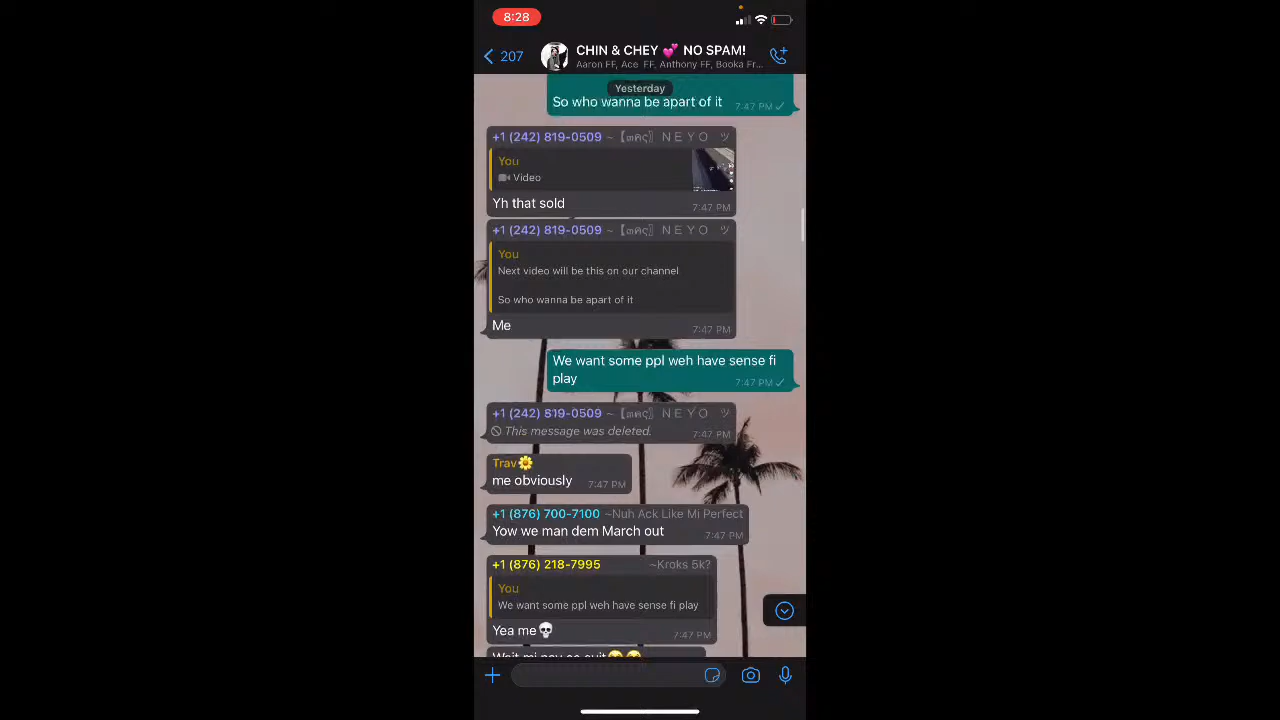 8:28
207
CHIN & CHEY 💕 NO SPAM!
Aaron FF, Ace FF, Anthony FF, Booka Fr...
Yesterday
So who wanna be apart of it
7:47 PM
+1 (242) 819-0509 ~ N E Y O ツ
You
Video
Yh that sold
7:47 PM
+1 (242) 819-0509 ~ N E Y O ツ
You
Next video will be this on our channel
So who wanna be apart of it
Me
7:47 PM
We want some ppl weh have sense fi
play
7:47 PM
+1 (242) 819-0509 ~ N E Y O ツ
This message was deleted.
7:47 PM
Trav🌼
me obviously
7:47 PM
+1 (876) 700-7100 ~Nuh Ack Like Mi Perfect
Yow we man dem March out
7:47 PM
+1 (876) 218-7995 ~Kroks 5k?
You
We want some ppl weh have sense fi play
Yea me💀
7:47 PM